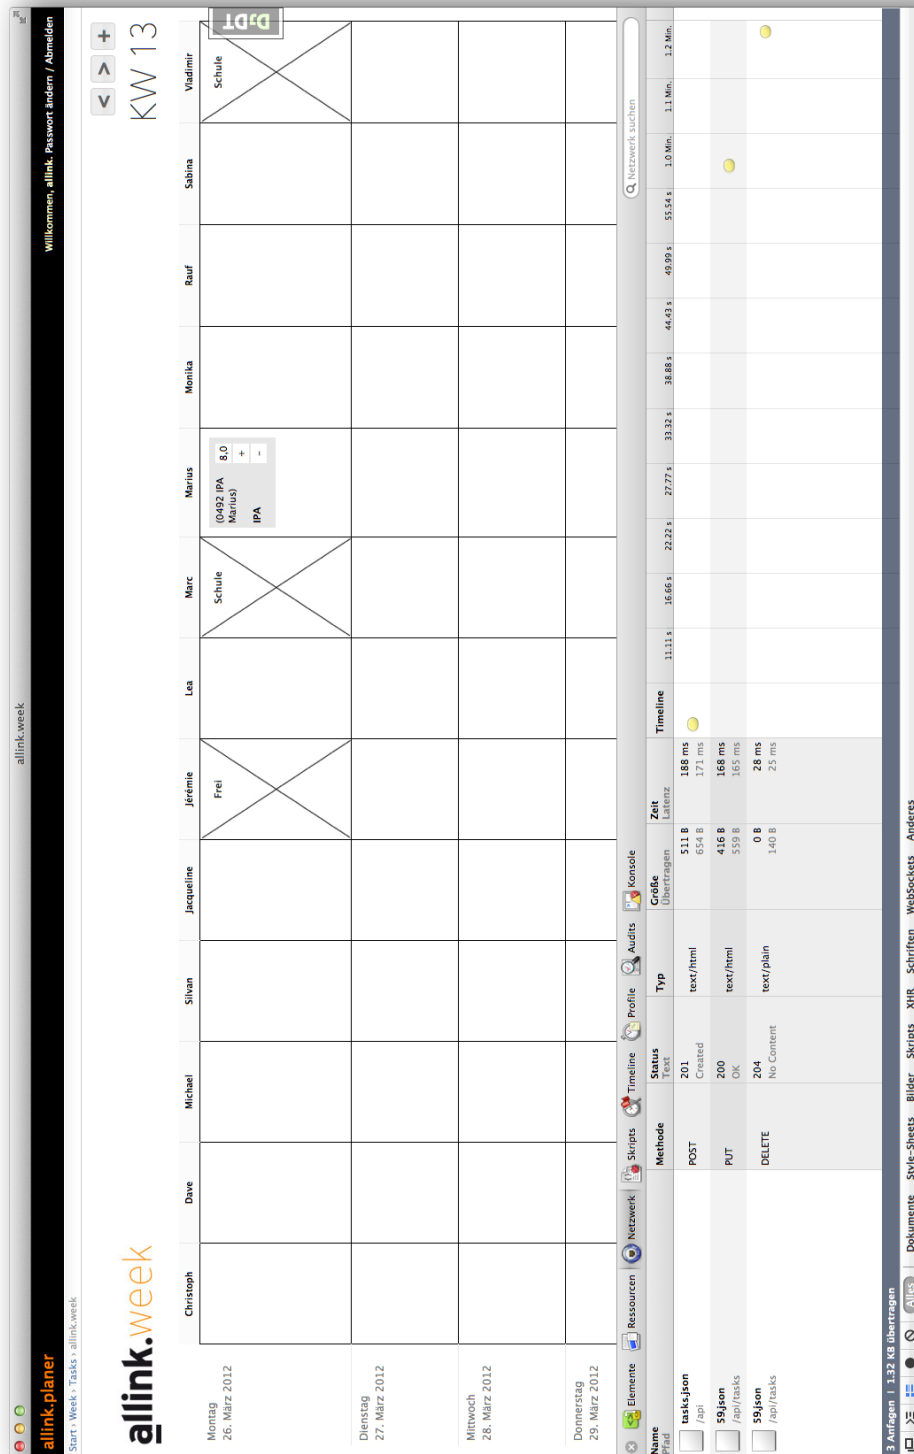 allink.week
allink.planer
Willkommen, allink. Passwort ändern / Abmelden
Start › Week › Tasks › allink.week
allink.week
< > +
KW 13
Christoph Dave Michael Silvan Jacqueline Jérémie Lea Marc Marius Monika Rauf Sabina Vladimir
Montag
26. März 2012
Frei
Schule
(0492 IPA
Marius)
IPA
8,0
+
-
Schule
DjDT
Dienstag
27. März 2012
Mittwoch
28. März 2012
Donnerstag
29. März 2012
Elemente Ressourcen Netzwerk Skripts Timeline Profile Audits Konsole
Netzwerk suchen
Name Methode Status Typ Größe Zeit Timeline
Pfad Text Übertragen Latenz
11.11 s 16.66 s 22.22 s 27.77 s 33.32 s 38.88 s 44.43 s 49.99 s 55.54 s 1.0 Min. 1.1 Min. 1.2 Min.
tasks.json POST 201 text/html 511 B 188 ms
/api Created 654 B 171 ms
59.json PUT 200 text/html 416 B 168 ms
/api/tasks OK 559 B 165 ms
59.json DELETE 204 text/plain 0 B 28 ms
/api/tasks No Content 140 B 25 ms
3 Anfragen | 1.32 KB übertragen
Alles Dokumente Style-Sheets Bilder Skripts XHR Schriften WebSockets Anderes